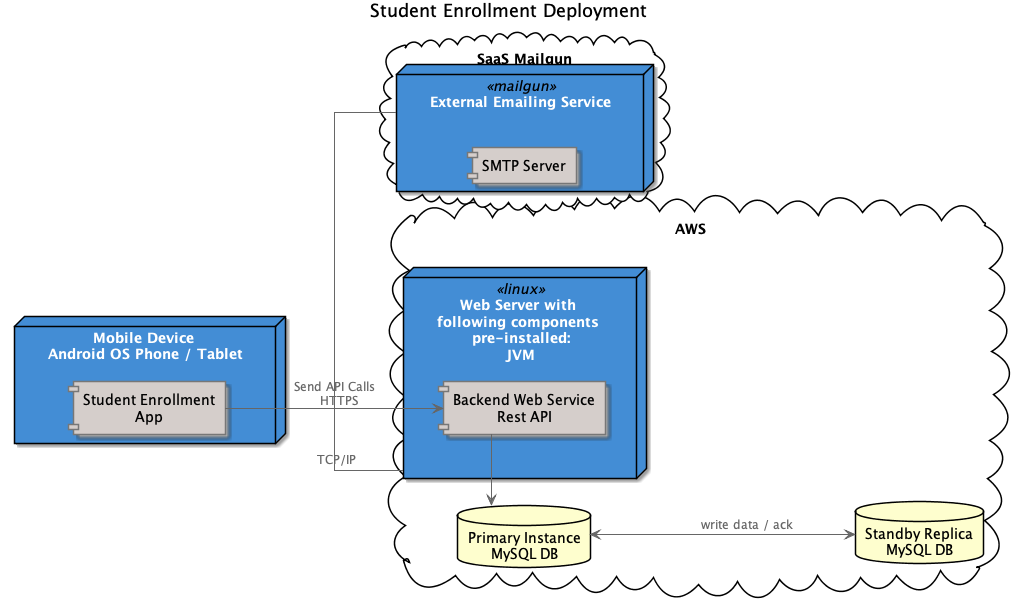 Student Enrollment Deployment
SaaS Mailgun
«mailgun»
External Emailing Service
SMTP Server
AWS
«linux»
Web Server with
following components
pre-installed:
JVM
Mobile Device
Android OS Phone / Tablet
Student Enrollment
App
Send API Calls
HTTPS
Backend Web Service
Rest API
TCP/IP
Primary Instance
MySQL DB
write data / ack
Standby Replica
MySQL DB